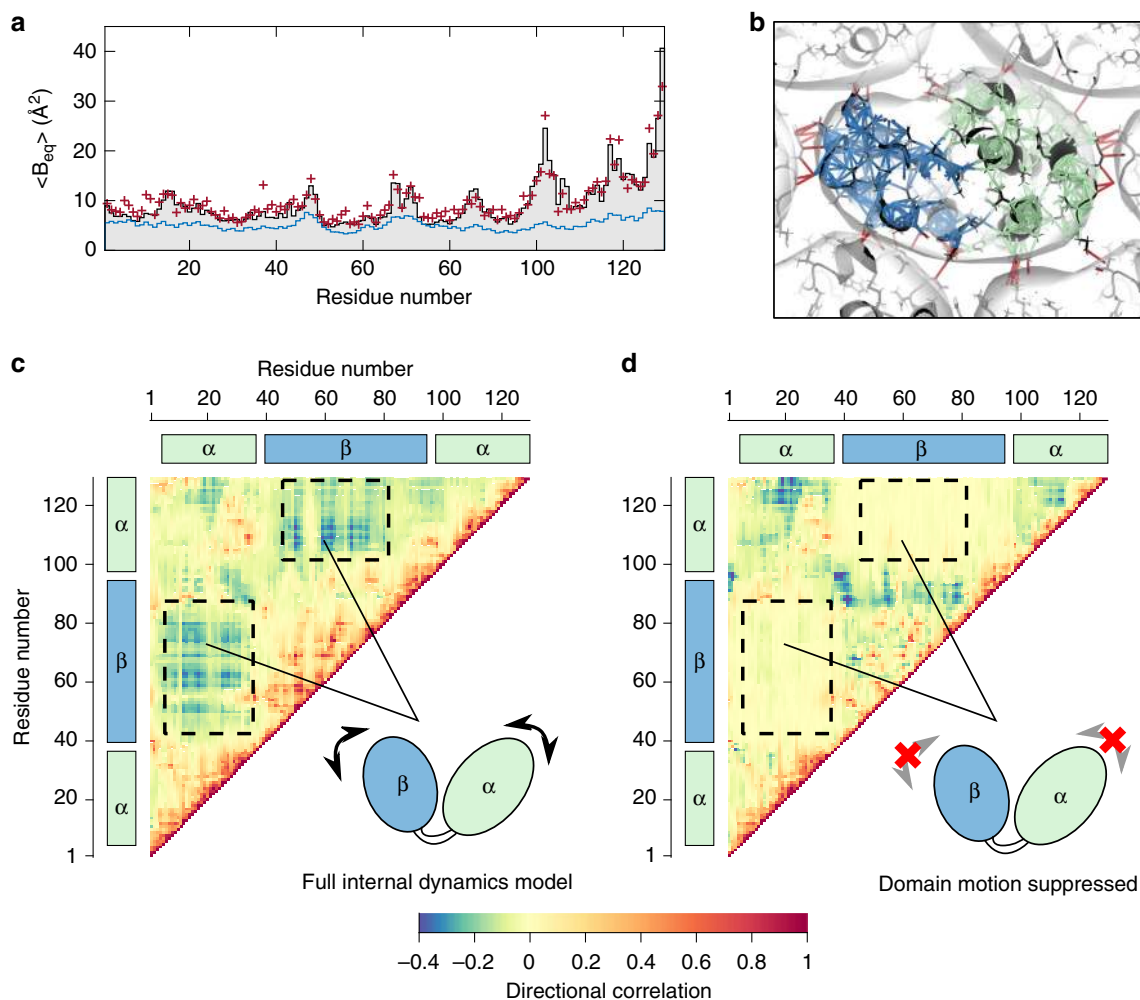 a
<B_eq> (Å²)
40
30
20
10
0
20 40 60 80 60 100 120
Residue number
b
c
Residue number
1 20 40 60 80 100 120
α β α
Residue number
120
100
80
60
40
20
1
α
β
α
β α
Full internal dynamics model
d
1 20 40 60 80 100 120
α β α
120
100
80
60
40
20
1
α
β
α
β α
Domain motion suppressed
−0.4 −0.2 0 0.2 0.4 0.6 0.8 1
Directional correlation